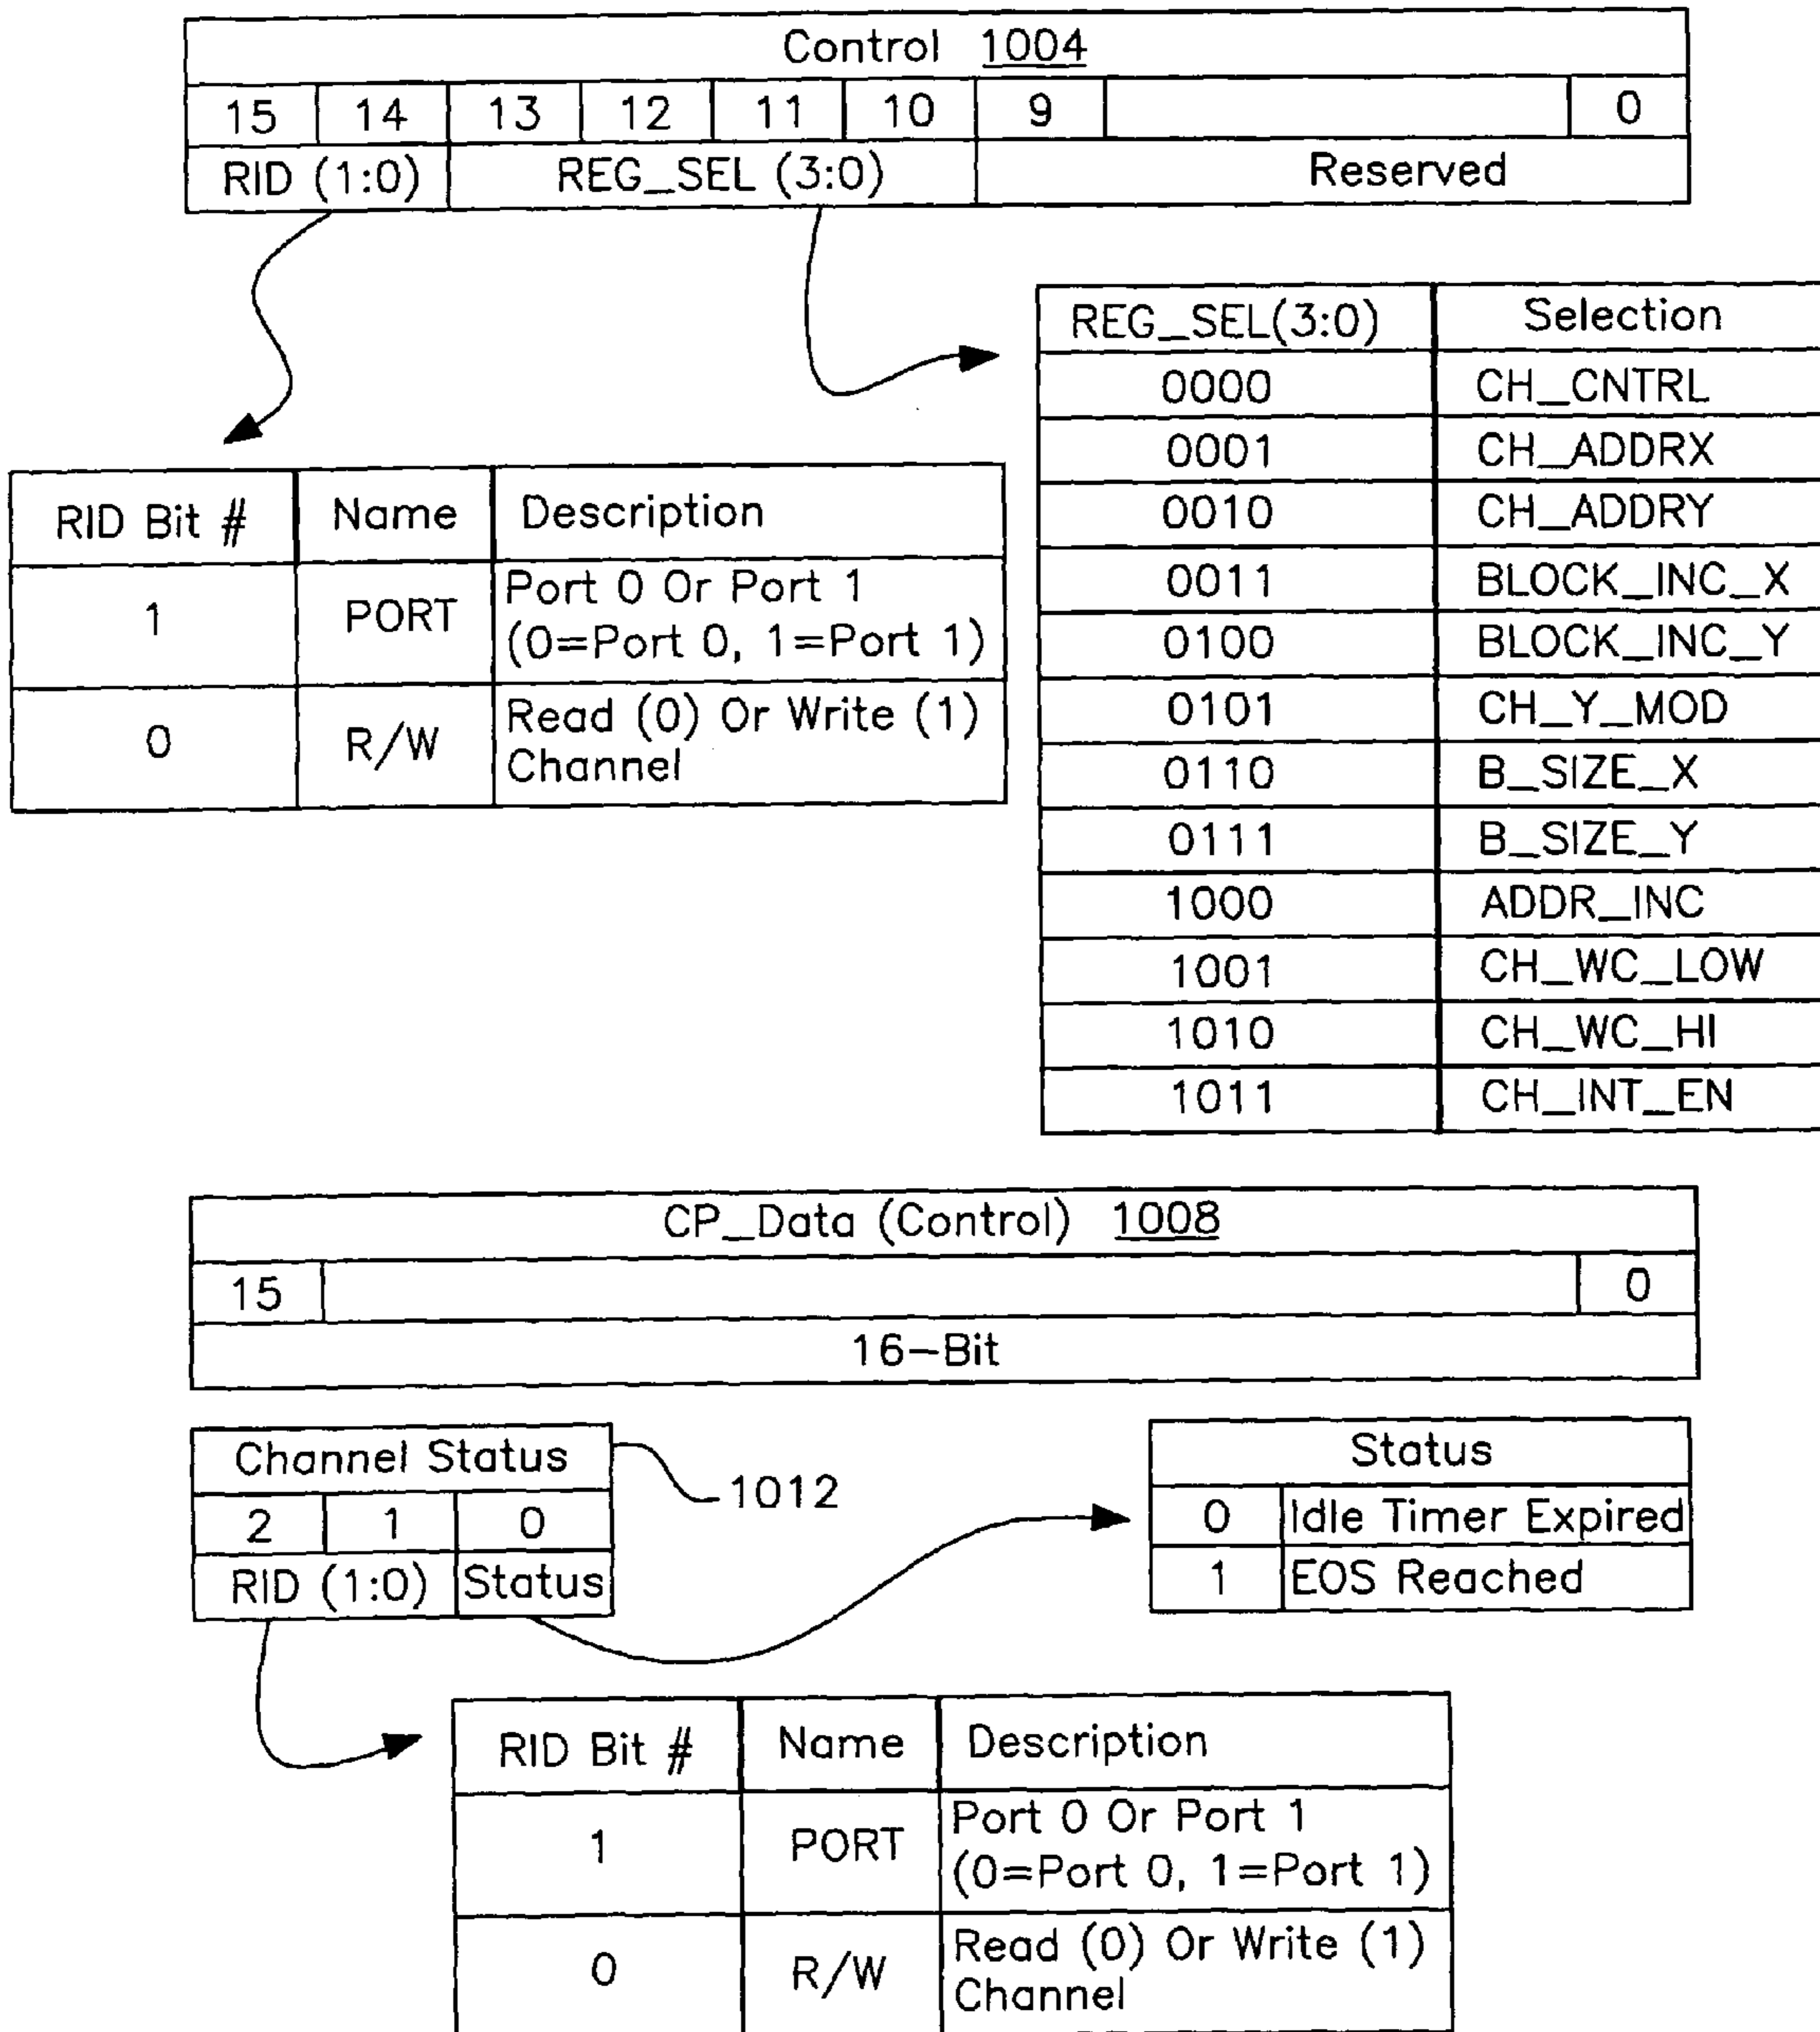 Control 1004
15 14 13 12 11 10 9 0
RID (1:0) REG_SEL (3:0) Reserved
REG_SEL(3:0) Selection
0000 CH_CNTRL
0001 CH_ADDRX
0010 CH_ADDRY
0011 BLOCK_INC_X
0100 BLOCK_INC_Y
0101 CH_Y_MOD
0110 B_SIZE_X
0111 B_SIZE_Y
1000 ADDR_INC
1001 CH_WC_LOW
1010 CH_WC_HI
1011 CH_INT_EN
RID Bit # Name Description
1 PORT Port 0 Or Port 1
(0=Port 0, 1=Port 1)
0 R/W Read (0) Or Write (1)
Channel
CP_Data (Control) 1008
15 0
16-Bit
Channel Status
2 1 0
RID (1:0) Status
1012
Status
0 Idle Timer Expired
1 EOS Reached
RID Bit # Name Description
1 PORT Port 0 Or Port 1
(0=Port 0, 1=Port 1)
0 R/W Read (0) Or Write (1)
Channel